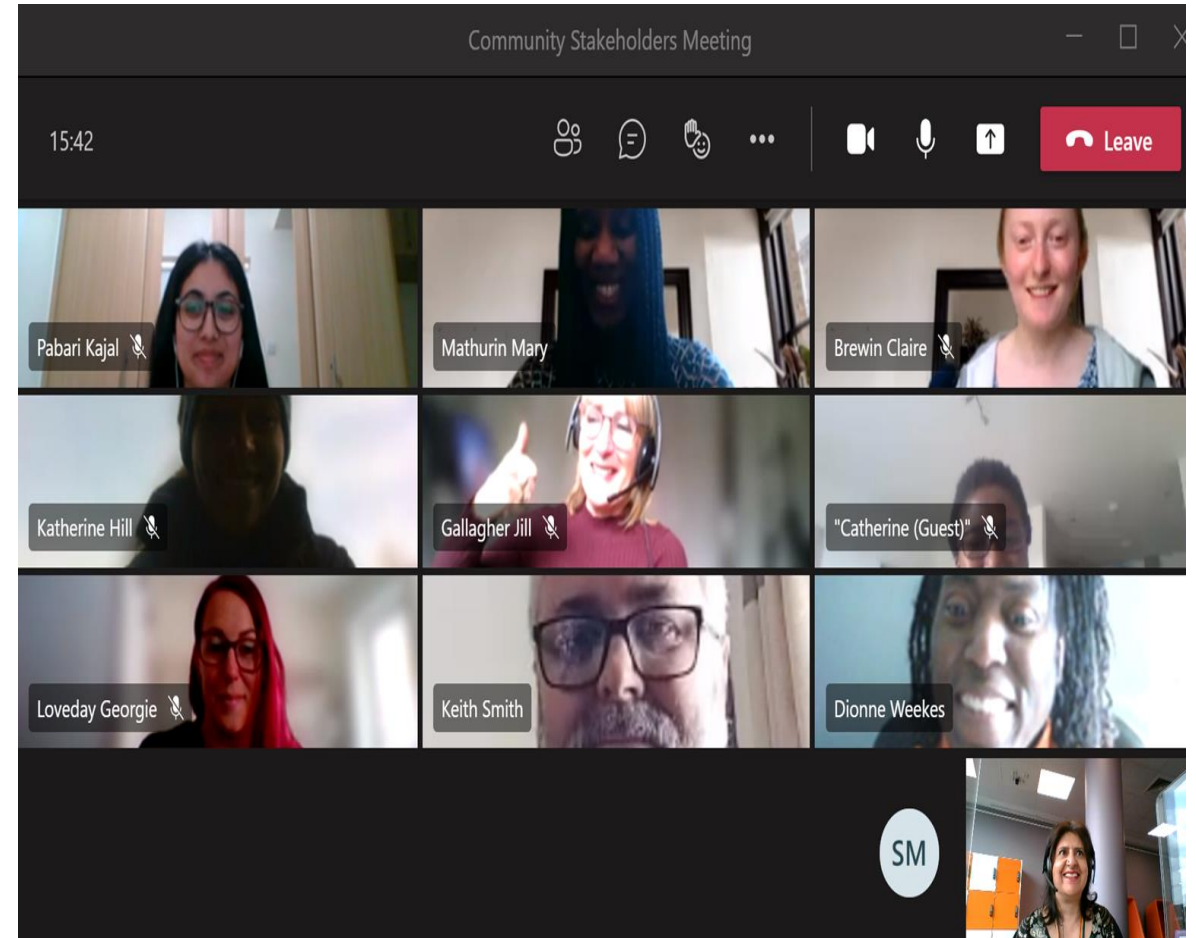 Community Stakeholders Meeting
15:42
Leave
Pabari Kajal
Mathurin Mary
Brewin Claire
Katherine Hill
Gallagher Jill
"Catherine (Guest)"
Loveday Georgie
Keith Smith
Dionne Weekes
SM